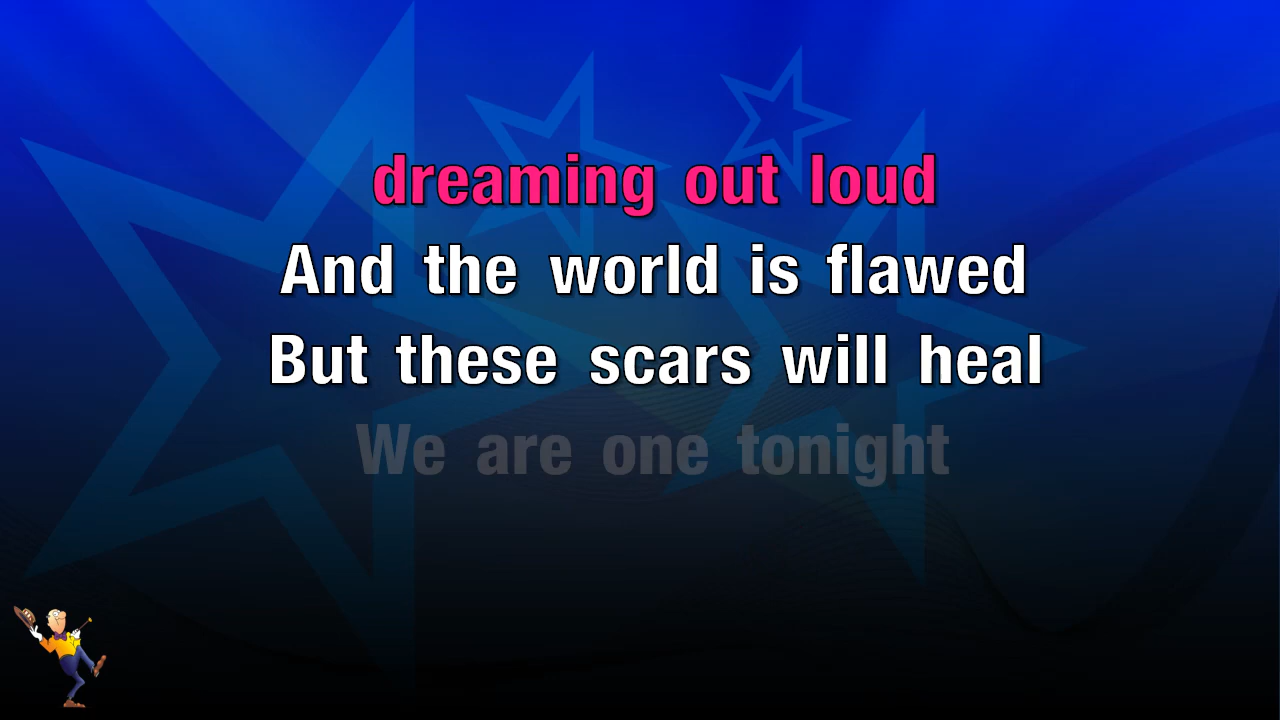 dreaming out loud
And the world is flawed
But these scars will heal
We are one tonight